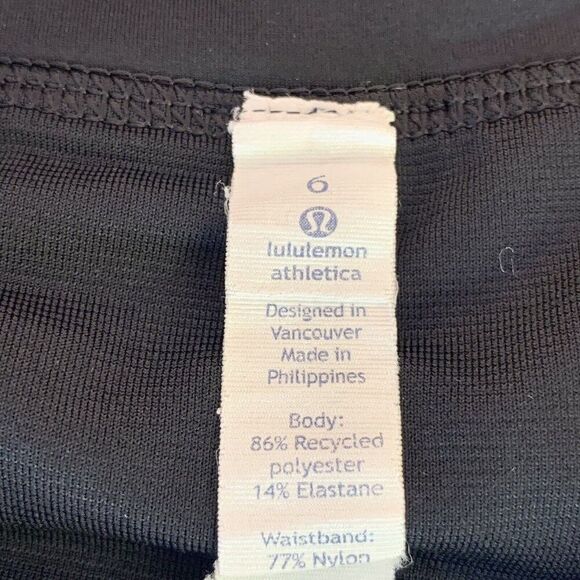 6
lululemon
athletica
Designed in
Vancouver
Made in
Philippines
Body:
86% Recycled
polyester
14% Elastane
Waistband:
77% Nylon